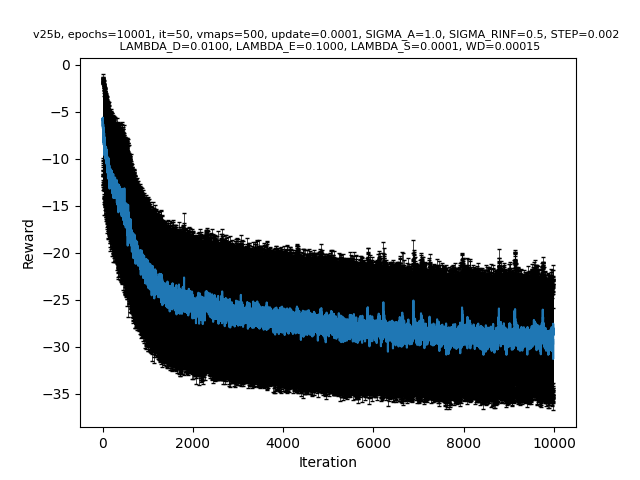 v25b, epochs=10001, it=50, vmaps=500, update=0.0001, SIGMA_A=1.0, SIGMA_RINF=0.5, STEP=0.002
LAMBDA_D=0.0100, LAMBDA_E=0.1000, LAMBDA_S=0.0001, WD=0.00015
0
−5
−10
−15
−20
−25
−30
−35
Reward
0 2000 4000 6000 8000 10000
Iteration